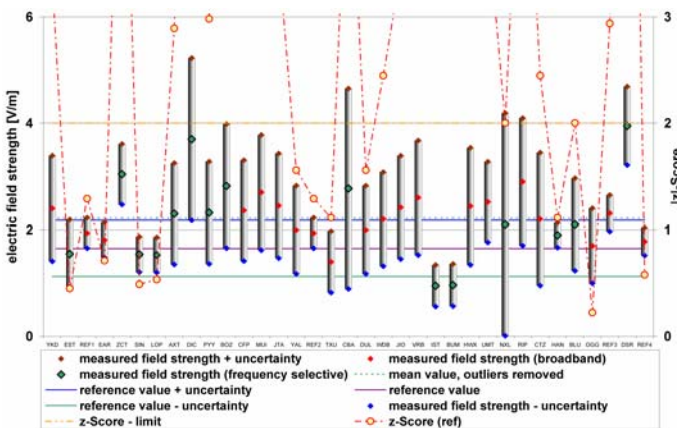 6 3
4 2
2 1
0 0
electric field strength [V/m]
|z|-Score
YKD EST REF1 EAR ZCT SIN LOP AXT DIC PYY BOZ CFP MUI JTA YAL REF2 TXU CBA DUL WDB JIO VRB IST BUM HWX UMT NXL RIP CTZ HAN BLU OGG REF3 DSR REF4
measured field strength + uncertainty measured field strength (broadband)
measured field strength (frequency selective) mean value, outliers removed
reference value + uncertainty reference value
reference value - uncertainty measured field strength - uncertainty
z-Score - limit z-Score (ref)